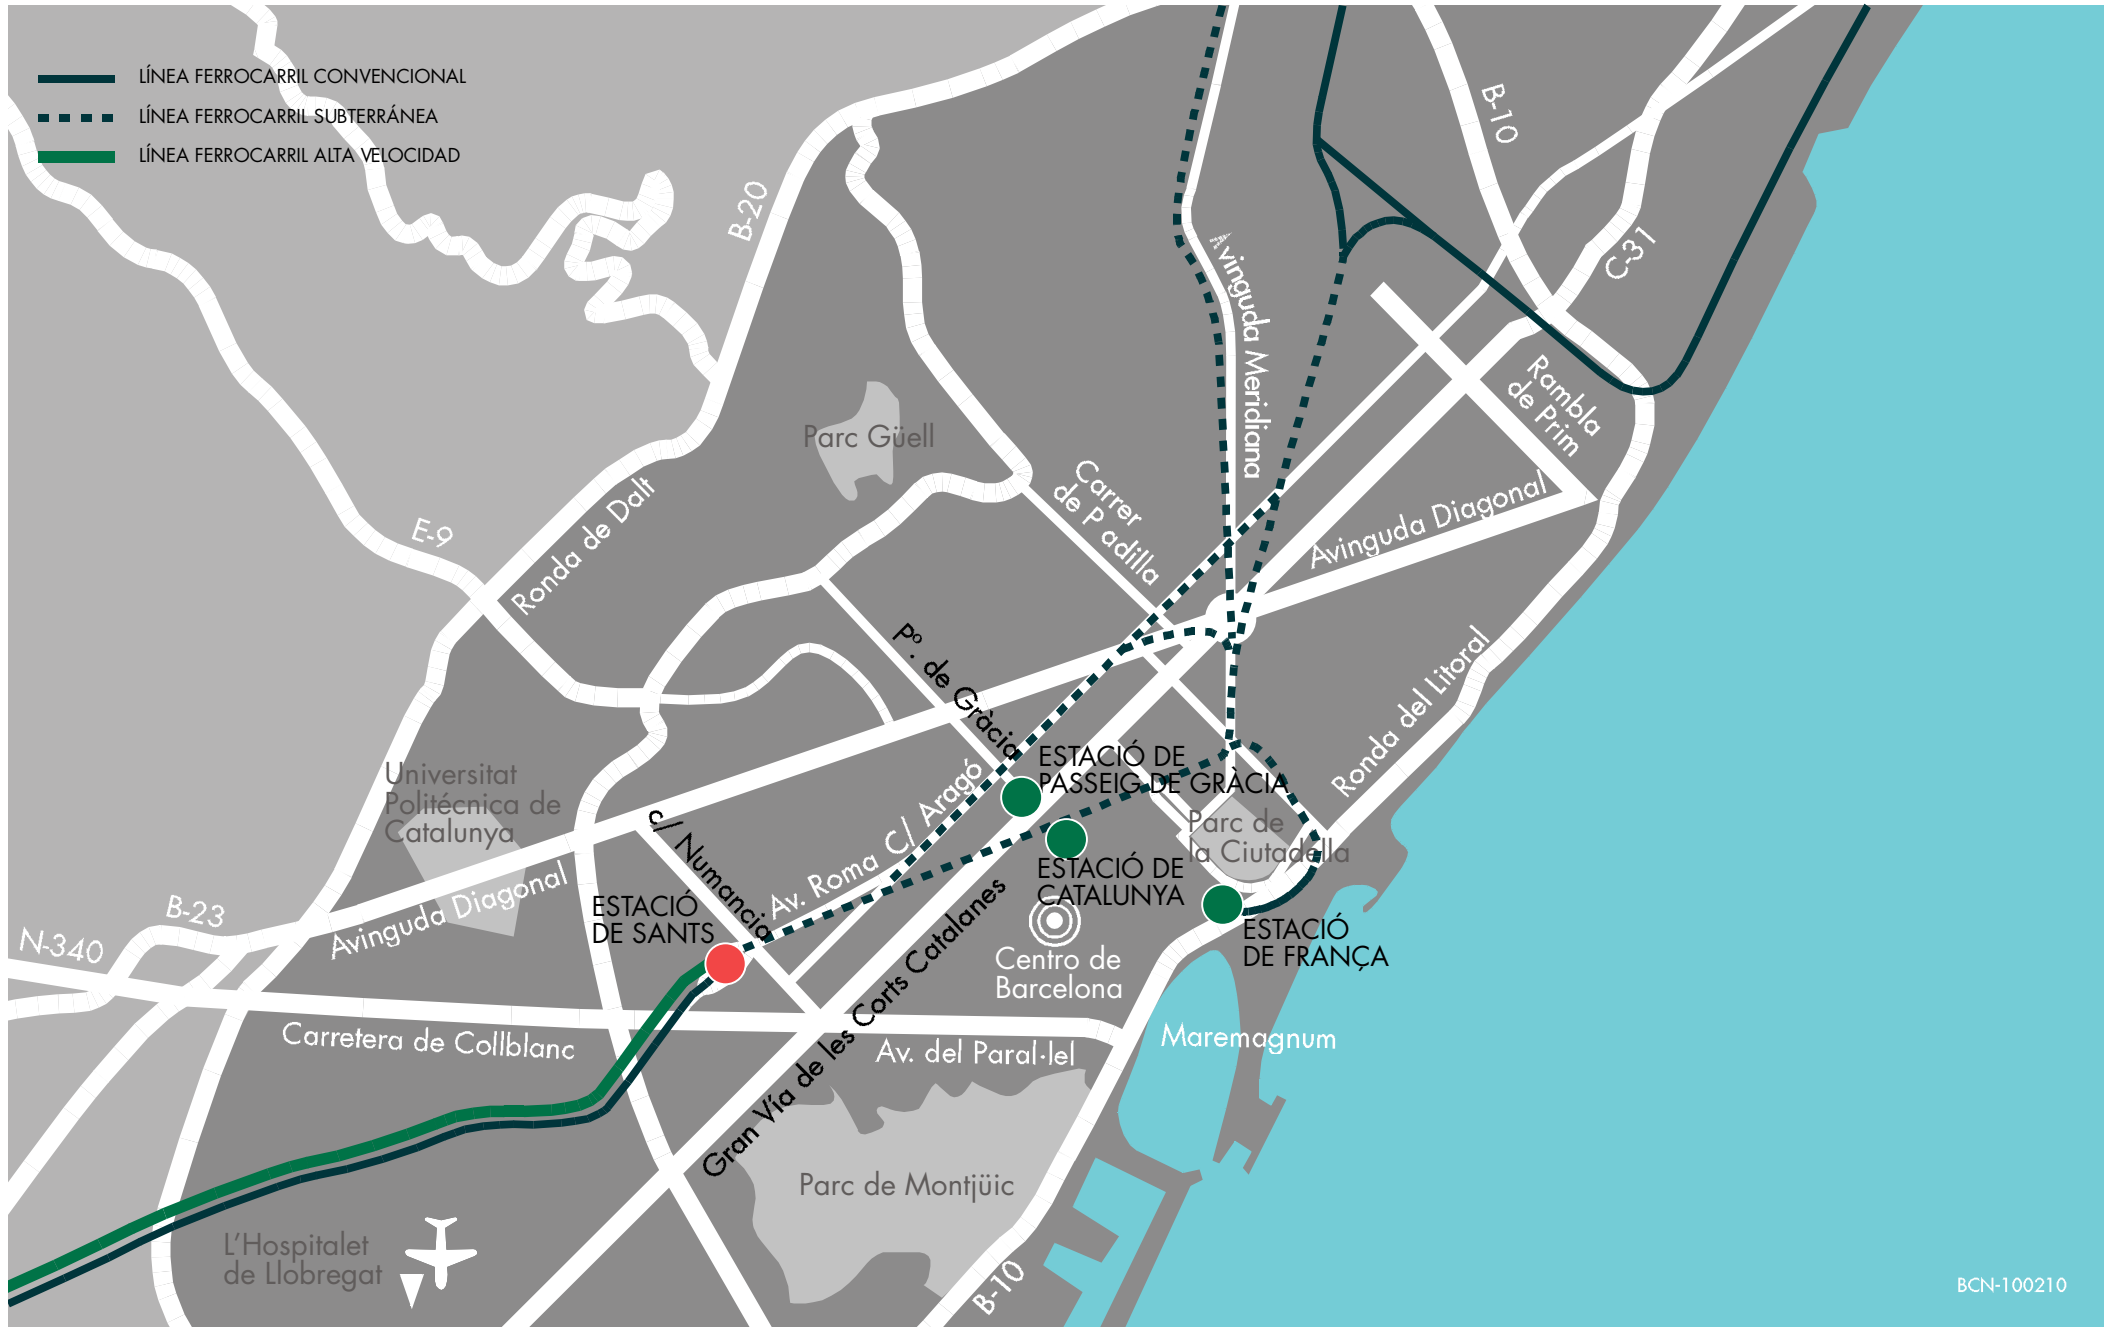 LÍNEA FERROCARRIL CONVENCIONAL
LÍNEA FERROCARRIL SUBTERRÁNEA
LÍNEA FERROCARRIL ALTA VELOCIDAD
B-10
B-20
C-31
Avinguda Meridiana
Rambla
de Prim
Parc Güell
Carrer
de Padilla
Avinguda Diagonal
E-9
Ronda de Dalt
Pº. de Gràcia
Ronda del Litoral
ESTACIÓ DE
PASSEIG DE GRÀCIA
Universitat
Politécnica de
Catalunya
c/ Numancia
Av. Roma C/ Aragó
Parc de
la Ciutadella
ESTACIÓ DE
CATALUNYA
Avinguda Diagonal
B-23
ESTACIÓ
DE SANTS
N-340
ESTACIÓ
DE FRANÇA
Centro de
Barcelona
Gran Vía de les Corts Catalanes
Carretera de Collblanc
Av. del Paral·lel
Maremagnum
Parc de Montjüic
L'Hospitalet
de Llobregat
B-10
BCN-100210